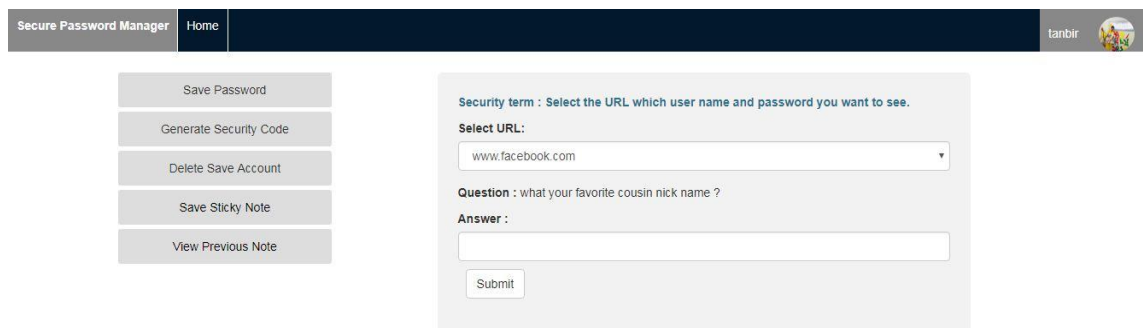 Secure Password Manager Home tanbir
Save Password
Generate Security Code
Delete Save Account
Save Sticky Note
View Previous Note
Security term : Select the URL which user name and password you want to see.
Select URL:
www.facebook.com
Question : what your favorite cousin nick name ?
Answer :
Submit